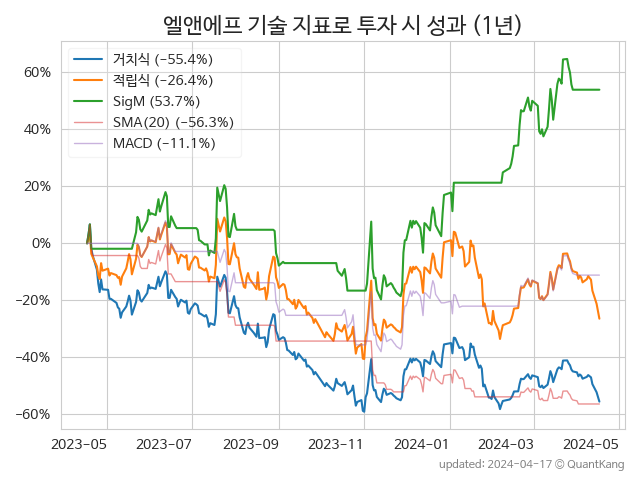 엘앤에프 기술 지표로 투자 시 성과 (1년)
거치식 (−55.4%)
적립식 (−26.4%)
SigM (53.7%)
SMA(20) (−56.3%)
MACD (−11.1%)
60%
40%
20%
0%
−20%
−40%
−60%
2023-05 2023-07 2023-09 2023-11 2024-01 2024-03 2024-05
updated: 2024-04-17 © QuantKang